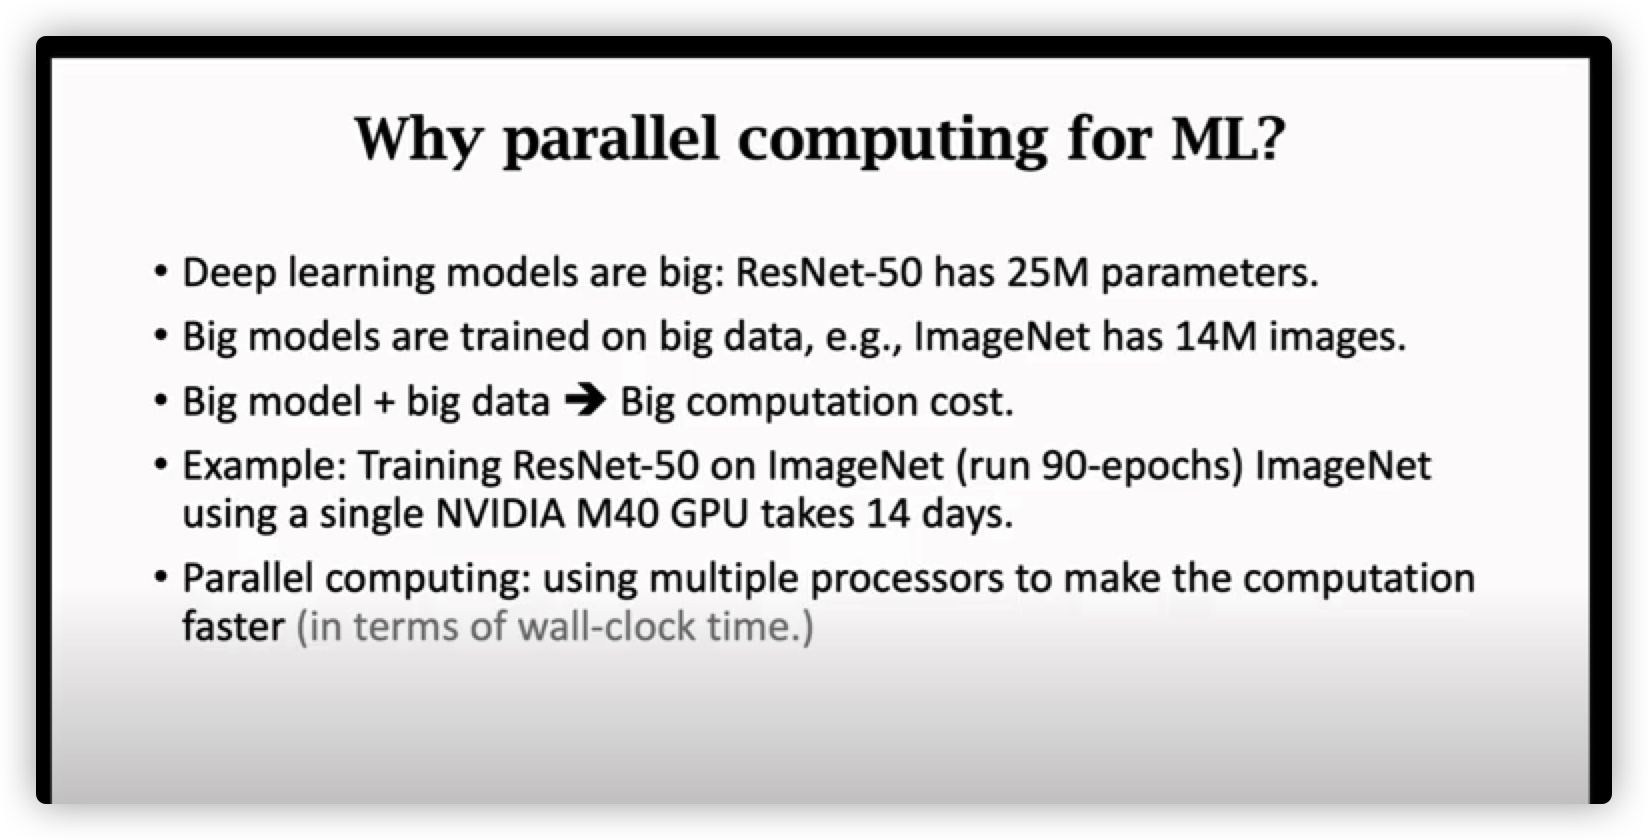 Why parallel computing for ML?
• Deep learning models are big: ResNet-50 has 25M parameters.
• Big models are trained on big data, e.g., ImageNet has 14M images.
• Big model + big data ➔ Big computation cost.
• Example: Training ResNet-50 on ImageNet (run 90-epochs) ImageNet
using a single NVIDIA M40 GPU takes 14 days.
• Parallel computing: using multiple processors to make the computation
faster (in terms of wall-clock time.)